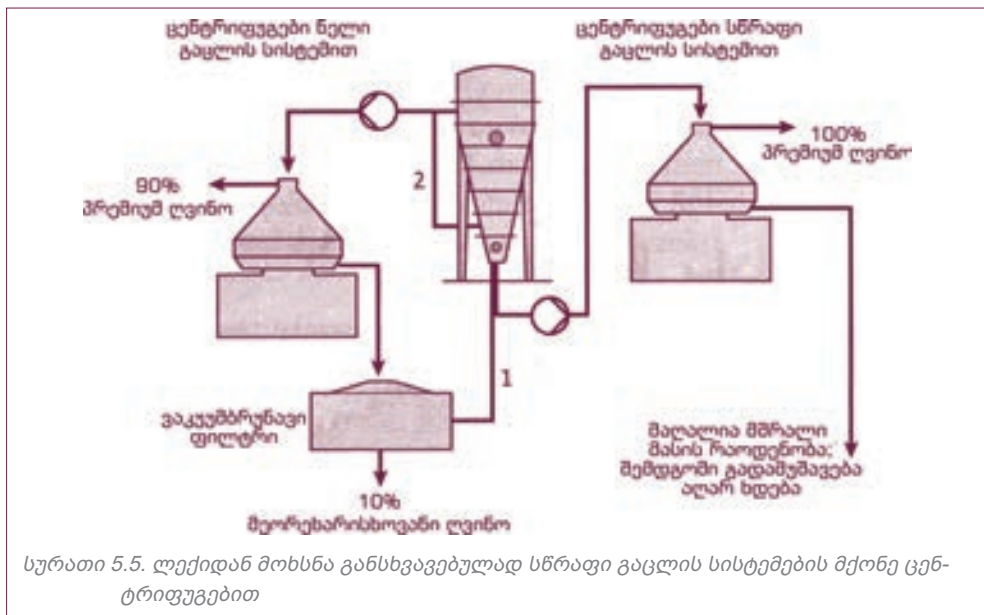 ცენტრიფუგები ნელი
გაცლის სისტემით
ცენტრიფუგები სწრაფი
გაცლის სისტემით
100%
პრემიუმ ღვინო
90%
პრემიუმ ღვინო
2
1
ვაკუუმბრუნავი
ფილტრი
10%
მეორეხარისხოვანი ღვინო
მაღალია მშრალი
მასის რაოდენობა;
შემდგომი გადამუშავება
აღარ ხდება
სურათი 5.5. ლექიდან მოხსნა განსხვავებულად სწრაფი გაცლის სისტემების მქონე ცენ-
ტრიფუგებით